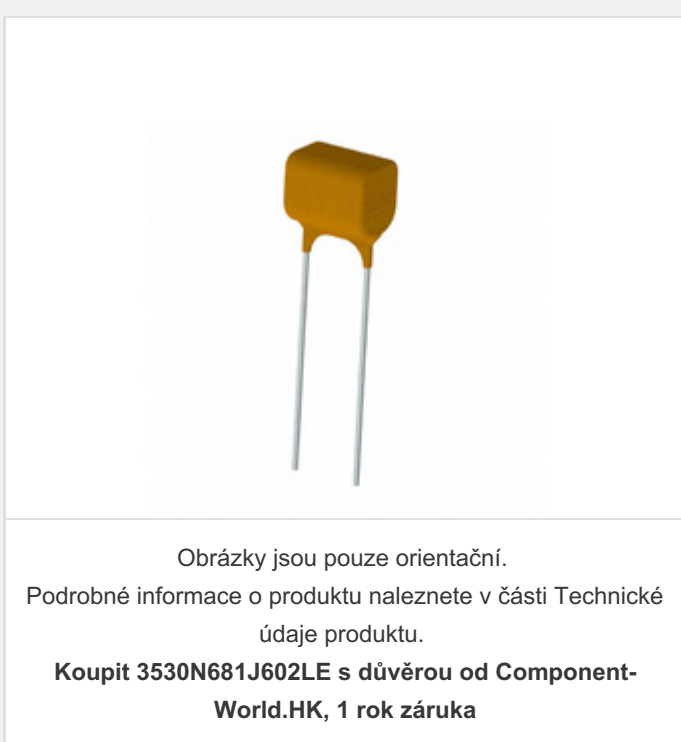 Obrázky jsou pouze orientační.
Podrobné informace o produktu naleznete v části Technické
údaje produktu.
Koupit 3530N681J602LE s důvěrou od Component-
World.HK, 1 rok záruka